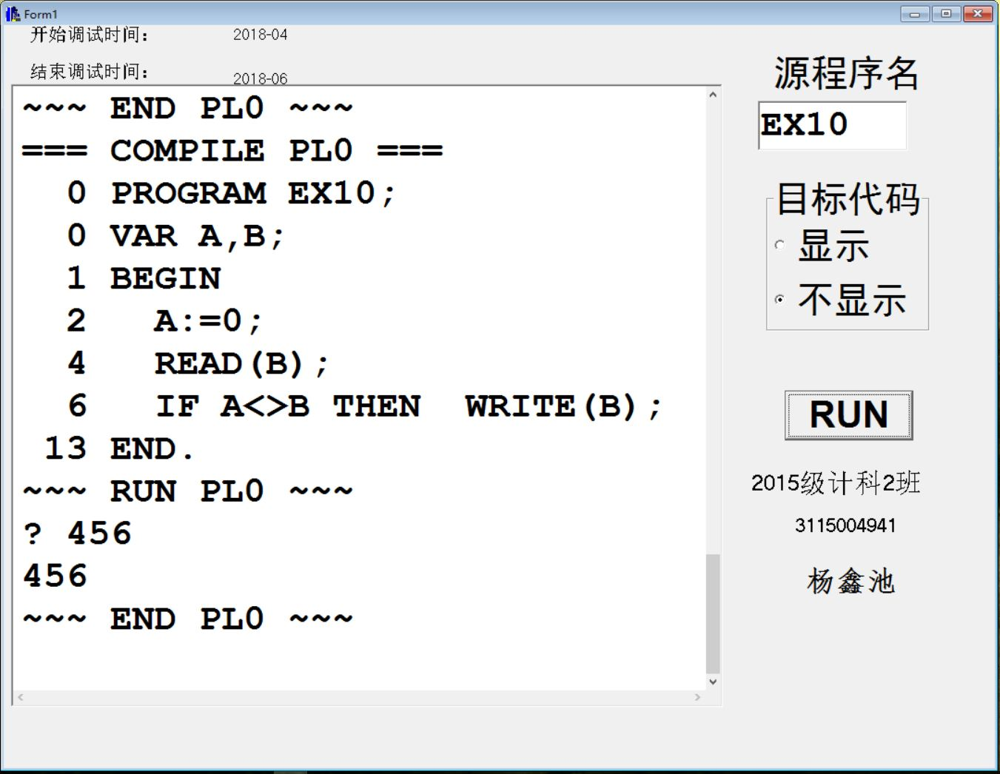 Form1
开始调试时间： 2018-04
结束调试时间： 2018-06
~~~ END PL0 ~~~
=== COMPILE PL0 ===
  0 PROGRAM EX10;
  0 VAR A,B;
  1 BEGIN
  2   A:=0;
  4   READ(B);
  6   IF A<>B THEN  WRITE(B);
 13 END.
~~~ RUN PL0 ~~~
? 456
456
~~~ END PL0 ~~~
源程序名
EX10
目标代码
显示
不显示
RUN
2015级计科2班
3115004941
杨鑫池